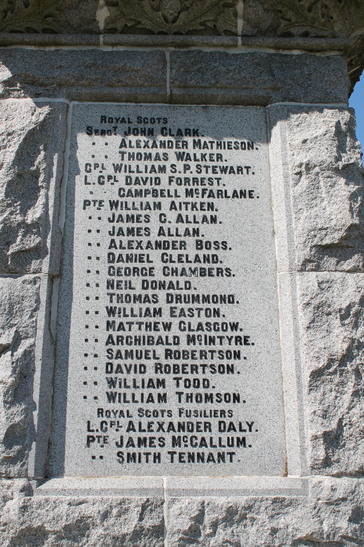 ROYAL SCOTS
SERGT JOHN CLARK.
" ALEXANDER MATHIESON.
" THOMAS WALKER.
CPL WILLIAM S.P. STEWART.
L.CPL DAVID FORREST.
" CAMPBELL McFARLANE.
PTE WILLIAM AITKEN.
" JAMES C. ALLAN.
" JAMES ALLAN.
" ALEXANDER BOSS.
" DANIEL CLELAND.
" GEORGE CHAMBERS.
" NEIL DONALD.
" THOMAS DRUMMOND.
" WILLIAM EASTON.
" MATTHEW GLASGOW.
" ARCHIBALD McINTYRE.
" SAMUEL ROBERTSON.
" DAVID ROBERTSON.
" WILLIAM TODD.
" WILLIAM THOMSON.
ROYAL SCOTS FUSILIERS
L.CPL ALEXANDER DALY.
PTE JAMES McCALLUM.
" SMITH TENNANT.